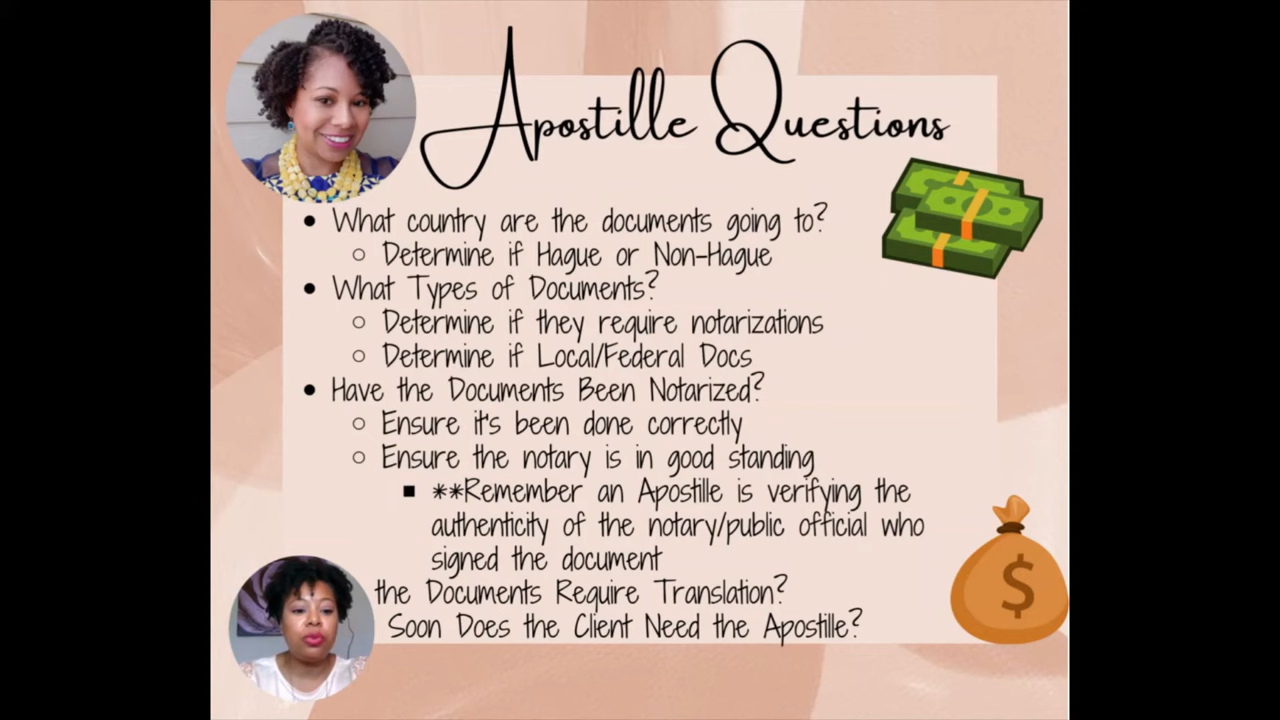 Apostille Questions
• What country are the documents going to?
○ Determine if Hague or Non-Hague
• What Types of Documents?
○ Determine if they require notarizations
○ Determine if Local/Federal Docs
• Have the Documents Been Notarized?
○ Ensure it's been done correctly
○ Ensure the notary is in good standing
▪ **Remember an Apostille is verifying the
authenticity of the notary/public official who
signed the document
the Documents Require Translation?
Soon Does the Client Need the Apostille?
$